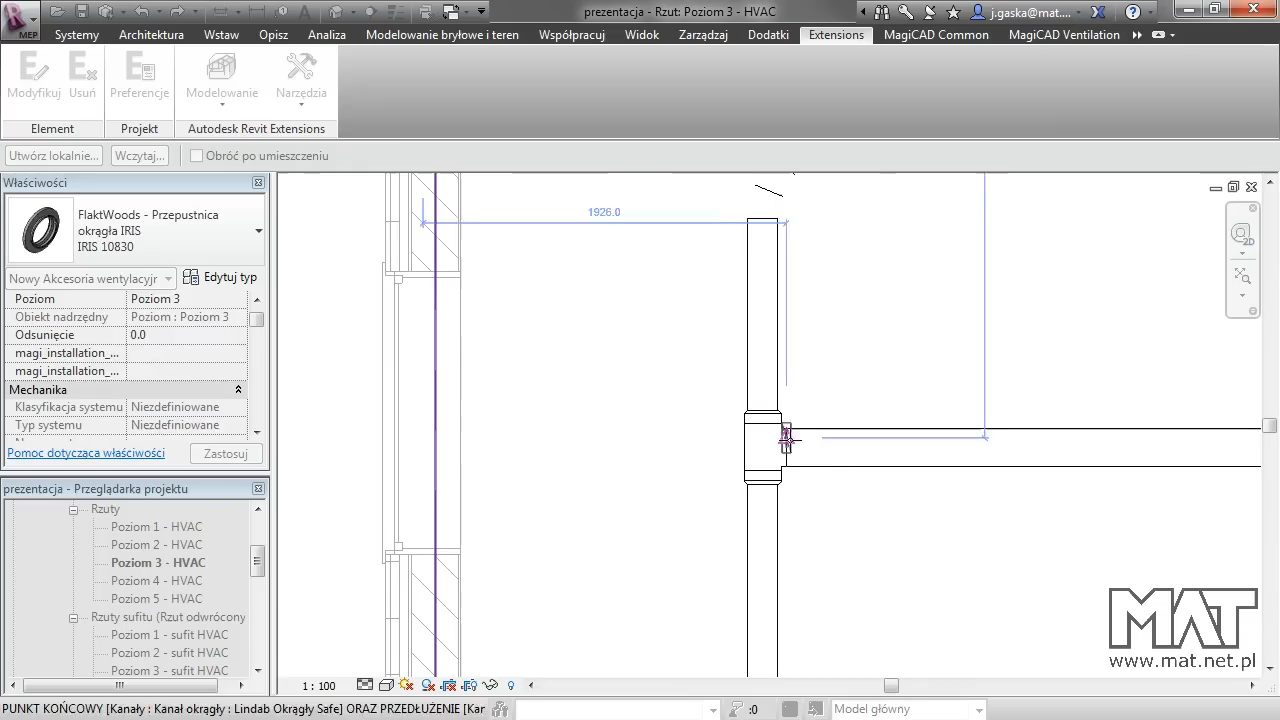 prezentacja - Rzut: Poziom 3 - HVAC
j.gaska@mat....
MEP
Systemy
Architektura
Wstaw
Opisz
Analiza
Modelowanie bryłowe i teren
Współpracuj
Widok
Zarządzaj
Dodatki
Extensions
MagiCAD Common
MagiCAD Ventilation
Modyfikuj
Usuń
Preferencje
Modelowanie
Narzędzia
Element
Projekt
Autodesk Revit Extensions
Utwórz lokalnie...
Wczytaj...
Obróć po umieszczeniu
Właściwości
FlaktWoods - Przepustnica
okrągła IRIS
IRIS 10830
Nowy Akcesoria wentylacyjr
Edytuj typ
Poziom Poziom 3
Obiekt nadrzędny Poziom : Poziom 3
Odsunięcie 0.0
magi_installation_...
magi_installation_...
Mechanika
Klasyfikacja systemu Niezdefiniowane
Typ systemu Niezdefiniowane
Pomoc dotycząca właściwości
Zastosuj
prezentacja - Przeglądarka projektu
Rzuty
Poziom 1 - HVAC
Poziom 2 - HVAC
Poziom 3 - HVAC
Poziom 4 - HVAC
Poziom 5 - HVAC
Rzuty sufitu (Rzut odwrócony
Poziom 1 - sufit HVAC
Poziom 2 - sufit HVAC
Poziom 3 - sufit HVAC
1926.0
2D
MAT
www.mat.net.pl
1 : 100
PUNKT KOŃCOWY [Kanały : Kanał okrągły : Lindab Okrągły Safe] ORAZ PRZEDŁUŻENIE [Kar
:0
Model główny